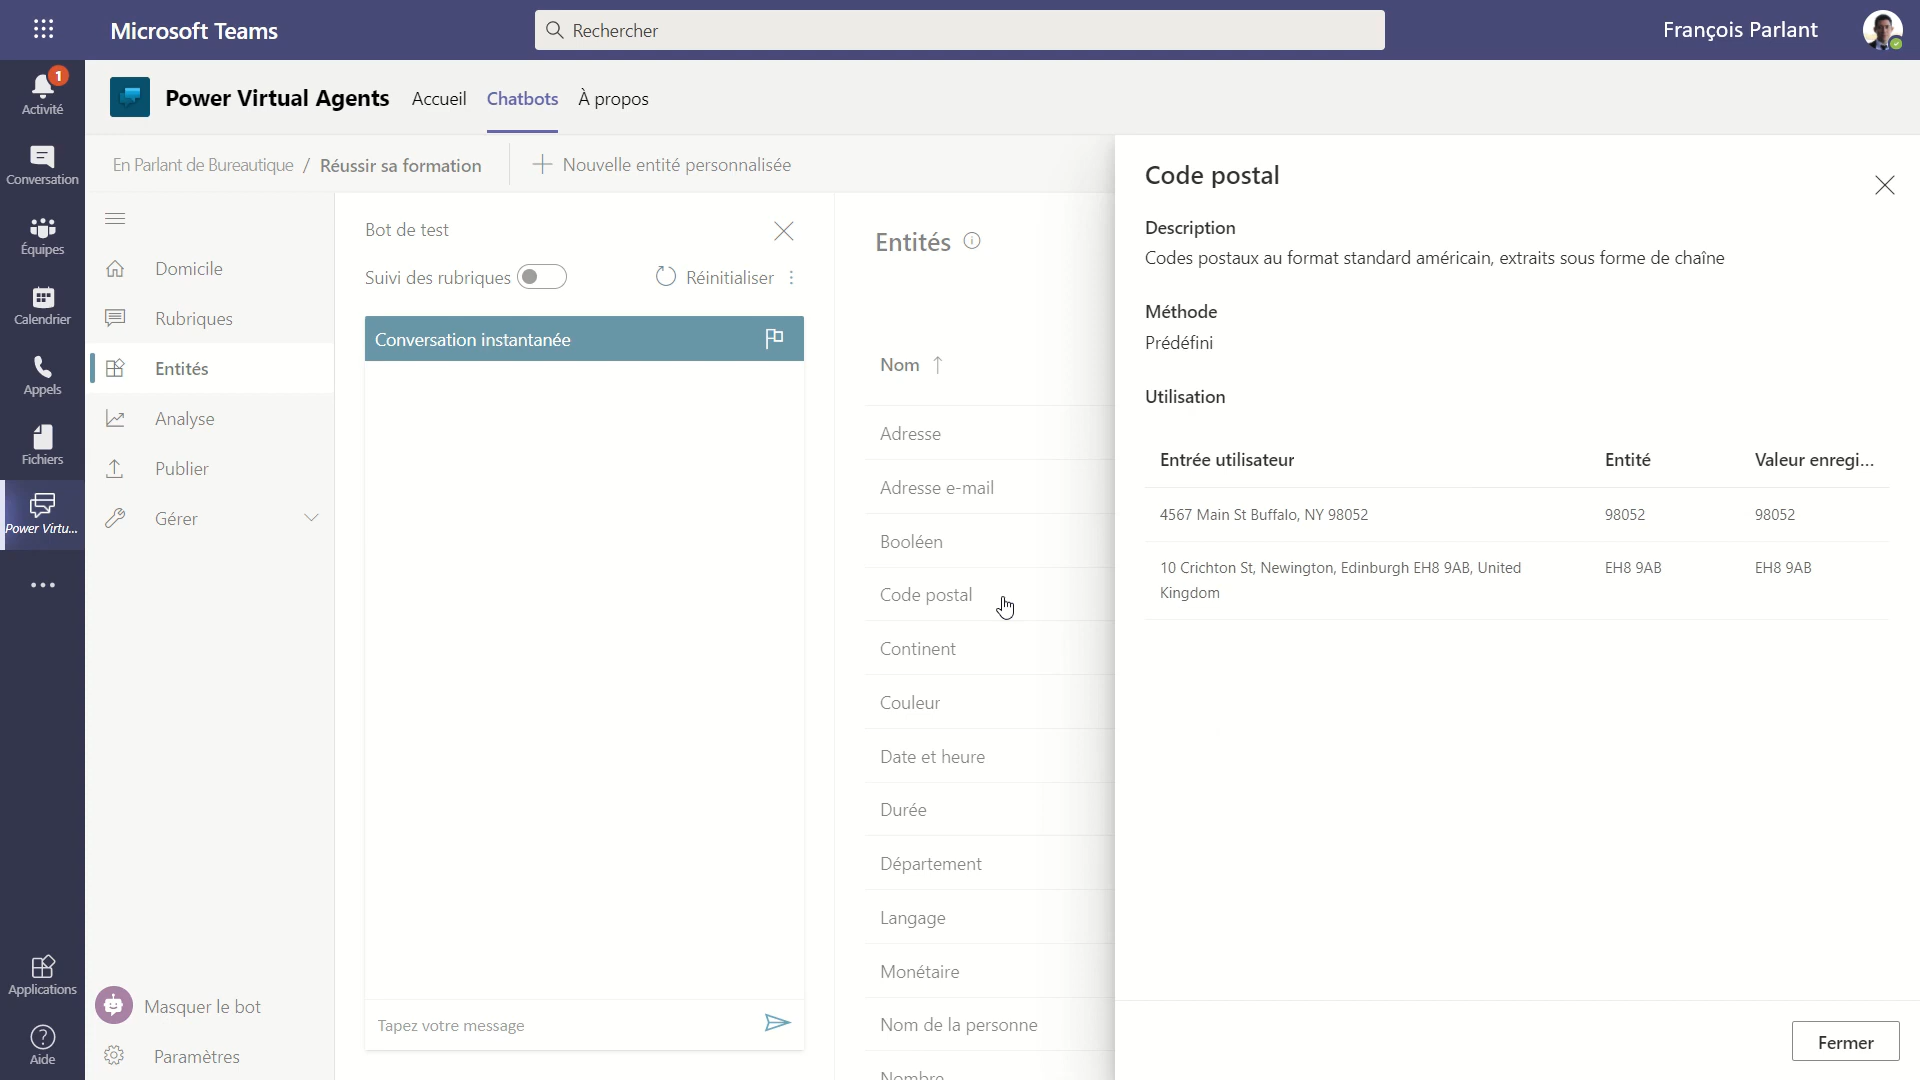 Microsoft Teams
Rechercher
François Parlant
1
Activité
Conversation
Équipes
Calendrier
Appels
Fichiers
Power Virtu...
Applications
Aide
Power Virtual Agents
Accueil
Chatbots
À propos
En Parlant de Bureautique / Réussir sa formation
Nouvelle entité personnalisée
Domicile
Rubriques
Entités
Analyse
Publier
Gérer
Masquer le bot
Paramètres
Bot de test
Suivi des rubriques
Réinitialiser
Conversation instantanée
Tapez votre message
Entités
Nom
Adresse
Adresse e-mail
Booléen
Code postal
Continent
Couleur
Date et heure
Durée
Département
Langage
Monétaire
Nom de la personne
Nombre
Code postal
Description
Codes postaux au format standard américain, extraits sous forme de chaîne
Méthode
Prédéfini
Utilisation
Entrée utilisateur Entité Valeur enregi...
4567 Main St Buffalo, NY 98052 98052 98052
10 Crichton St, Newington, Edinburgh EH8 9AB, United EH8 9AB EH8 9AB
Kingdom
Fermer